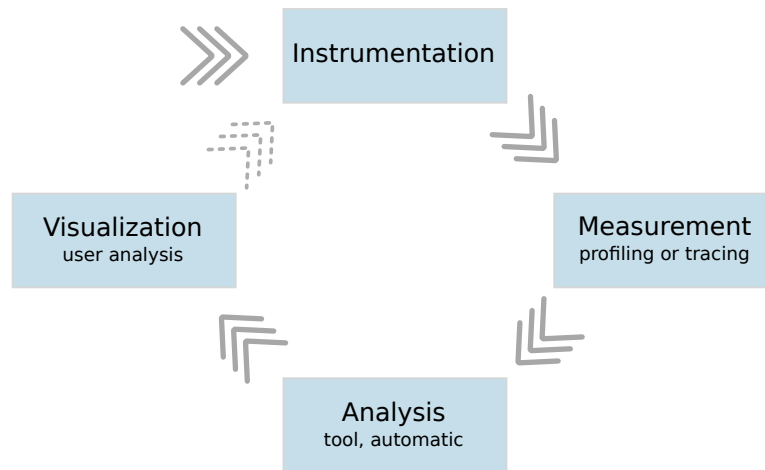 Instrumentation
Visualization
user analysis
Measurement
profiling or tracing
Analysis
tool, automatic